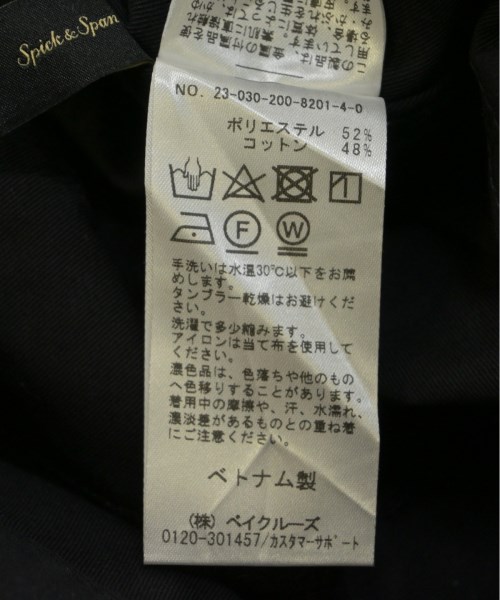 Spick & Span
NO. 23-030-200-8201-4-0
ポリエステル 52%
コットン 48%
F
W
手洗いは水温30℃以下をお薦
めします。
タンブラー乾燥はお避けくだ
さい。
洗濯で多少縮みます。
アイロンは当て布を使用して
ください。
濃色品は、色落ちや他のもの
へ色移りすることがあります。
着用中の摩擦や、汗、水濡れ、
濃淡差があるものとの重ね着
にご注意ください。
ベトナム製
(株) ベイクルーズ
0120-301457/カスタマーサポート